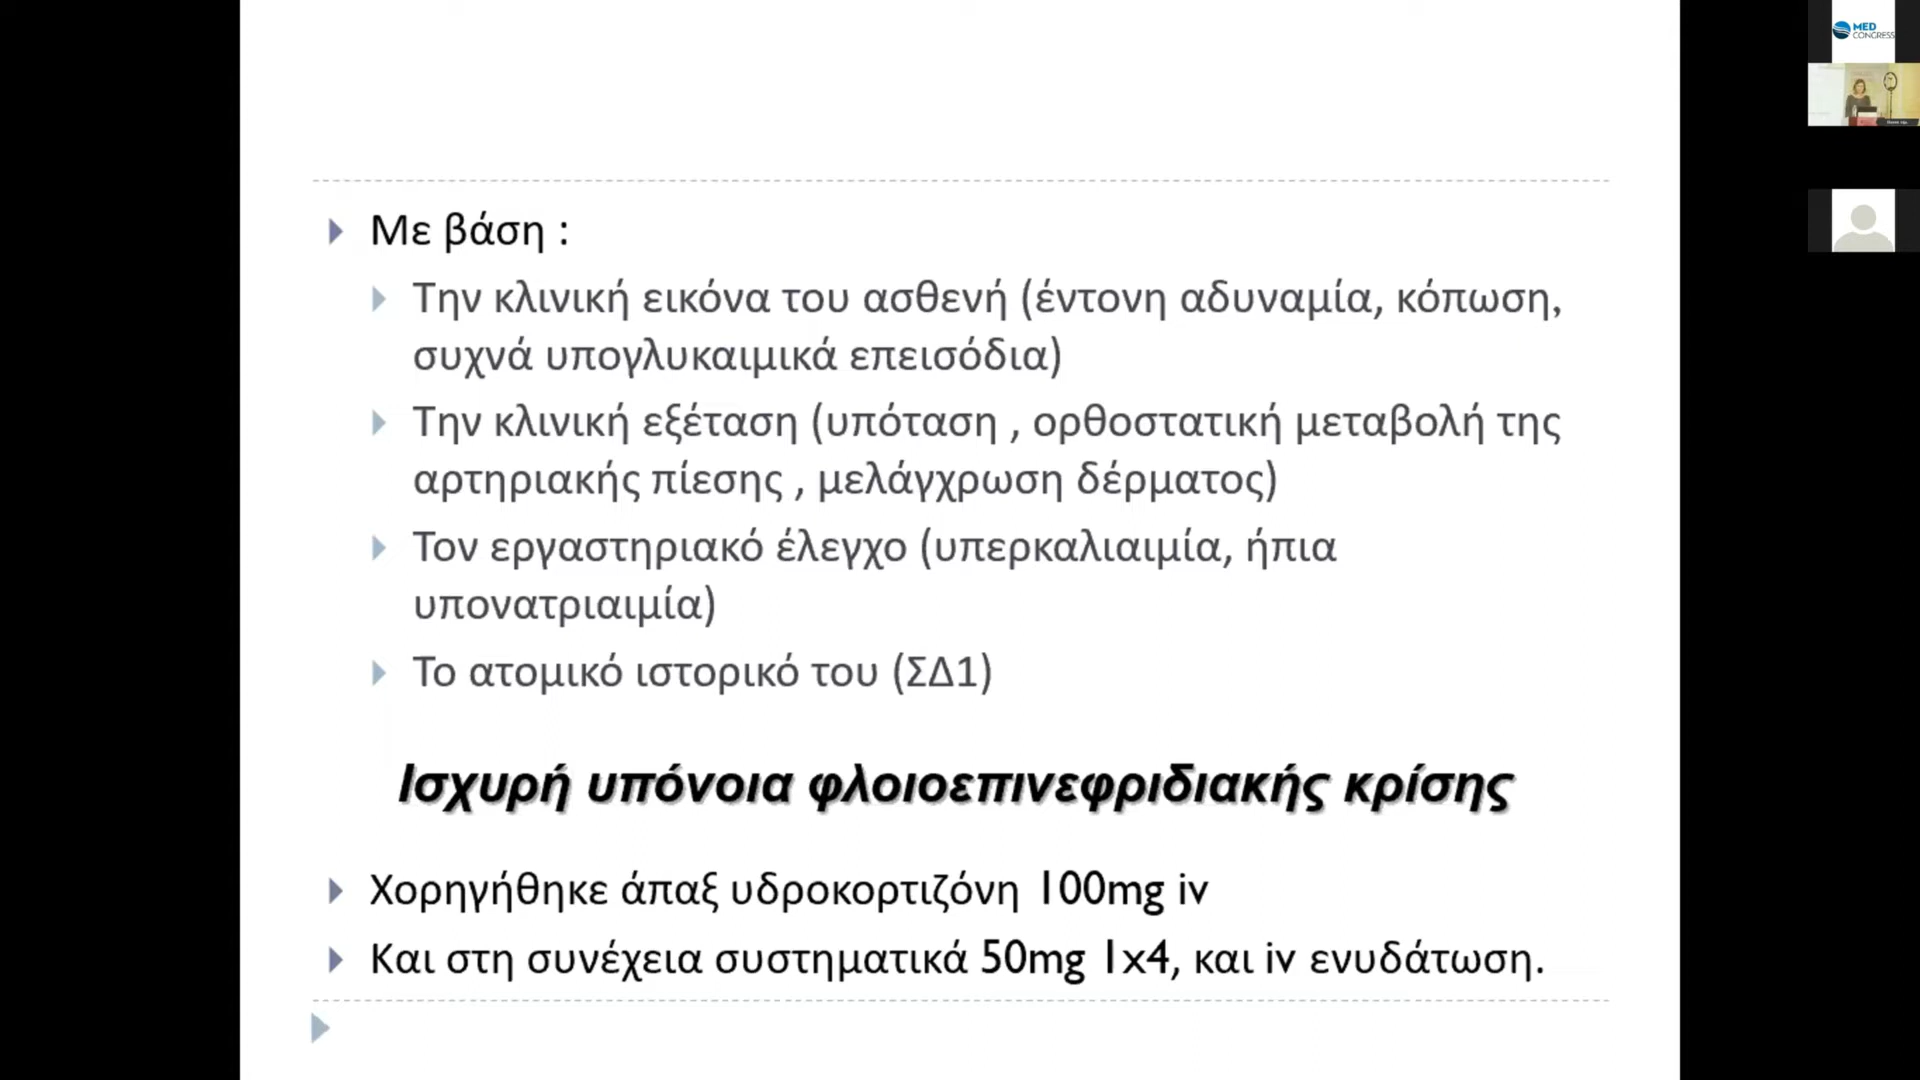 MED
CONGRESS
Με βάση :
Την κλινική εικόνα του ασθενή (έντονη αδυναμία, κόπωση,
συχνά υπογλυκαιμικά επεισόδια)
Την κλινική εξέταση (υπόταση , ορθοστατική μεταβολή της
αρτηριακής πίεσης , μελάγχρωση δέρματος)
Τον εργαστηριακό έλεγχο (υπερκαλιαιμία, ήπια
υπονατριαιμία)
Το ατομικό ιστορικό του (ΣΔ1)
Ισχυρή υπόνοια φλοιοεπινεφριδιακής κρίσης
Χορηγήθηκε άπαξ υδροκορτιζόνη 100mg iv
Και στη συνέχεια συστηματικά 50mg 1x4, και iv ενυδάτωση.